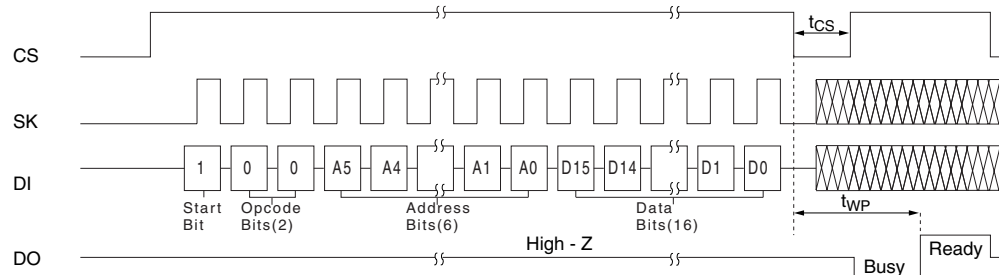 CS
tCS
SK
DI
1 0 0 A5 A4 A1 A0 D15 D14 D1 D0
Start Bit
Opcode Bits(2)
Address Bits(6)
Data Bits(16)
tWP
DO
High - Z
Busy
Ready